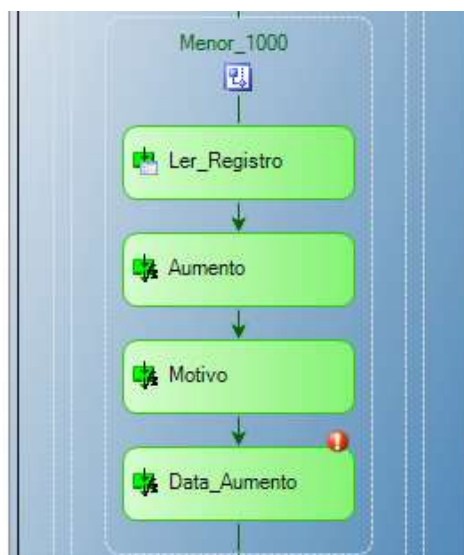 Menor_1000
Ler_Registro
Aumento
Motivo
Data_Aumento